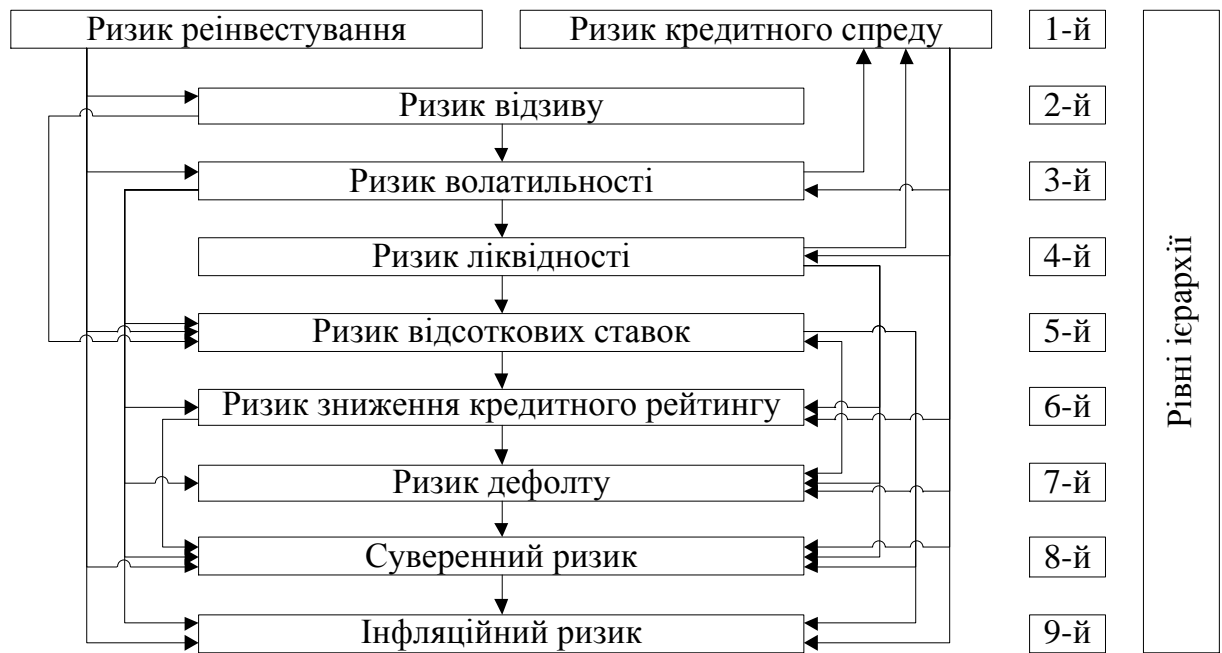 Ризик реінвестування
Ризик кредитного спреду
1-й
Ризик відзиву
2-й
Ризик волатильності
3-й
Ризик ліквідності
4-й
Ризик відсоткових ставок
5-й
Ризик зниження кредитного рейтингу
6-й
Ризик дефолту
7-й
Суверенний ризик
8-й
Інфляційний ризик
9-й
Рівні ієрархії